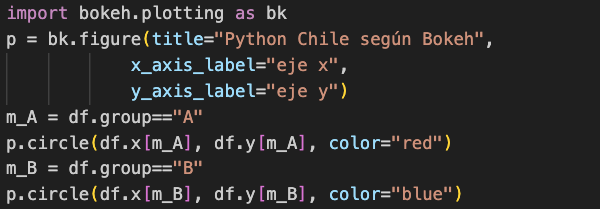 import bokeh.plotting as bk
p = bk.figure(title="Python Chile según Bokeh",
              x_axis_label="eje x",
              y_axis_label="eje y")
m_A = df.group=="A"
p.circle(df.x[m_A], df.y[m_A], color="red")
m_B = df.group=="B"
p.circle(df.x[m_B], df.y[m_B], color="blue")